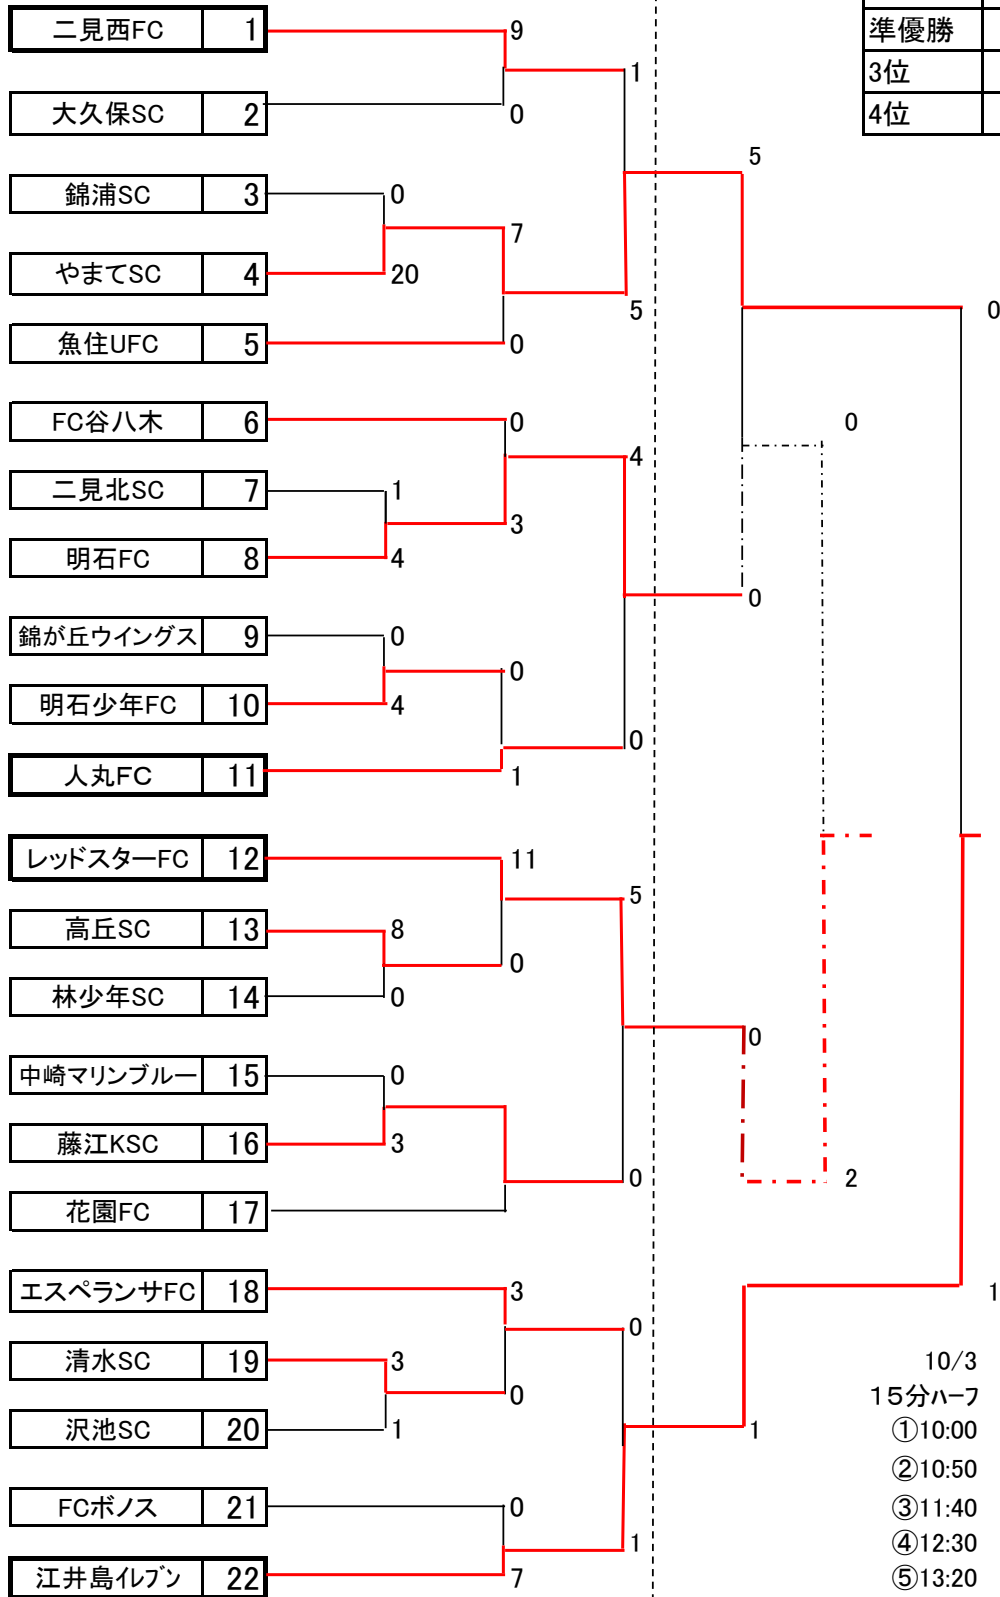 二見西FC 1
9
準優勝
1
3位
大久保SC 2
0
4位
5
錦浦SC 3
0
7
やまてSC 4
20
5
0
魚住UFC 5
0
FC谷八木 6
0
0
4
二見北SC 7
1
3
明石FC 8
4
0
錦が丘ウイングス 9
0
0
明石少年FC 10
4
0
人丸FC 11
1
レッドスターFC 12
11
5
高丘SC 13
8
0
林少年SC 14
0
0
中崎マリンブルー 15
0
藤江KSC 16
3
0
2
花園FC 17
エスペランサFC 18
3
1
0
清水SC 19
3
10/3
0
15分ハーフ
沢池SC 20
1
1
①10:00
②10:50
FCボノス 21
0
③11:40
1
④12:30
江井島イレブン 22
7
⑤13:20